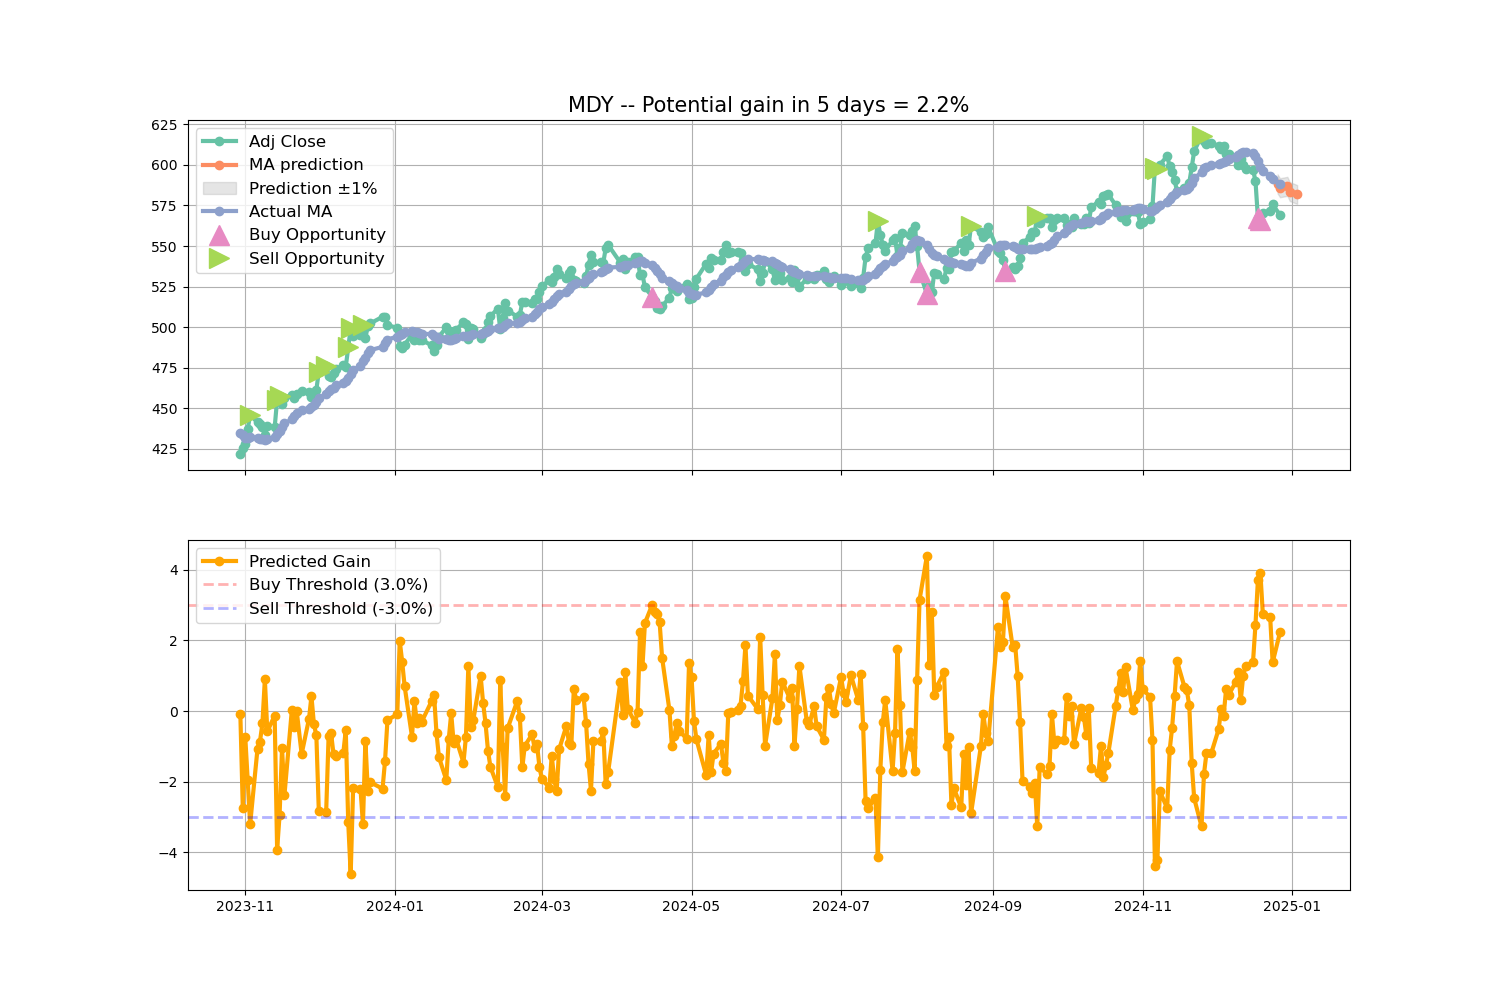 MDY -- Potential gain in 5 days = 2.2%
625
600
575
550
525
500
475
450
425
Adj Close
MA prediction
Prediction ±1%
Actual MA
Buy Opportunity
Sell Opportunity
4
2
0
−2
−4
Predicted Gain
Buy Threshold (3.0%)
Sell Threshold (-3.0%)
2023-11
2024-01
2024-03
2024-05
2024-07
2024-09
2024-11
2025-01